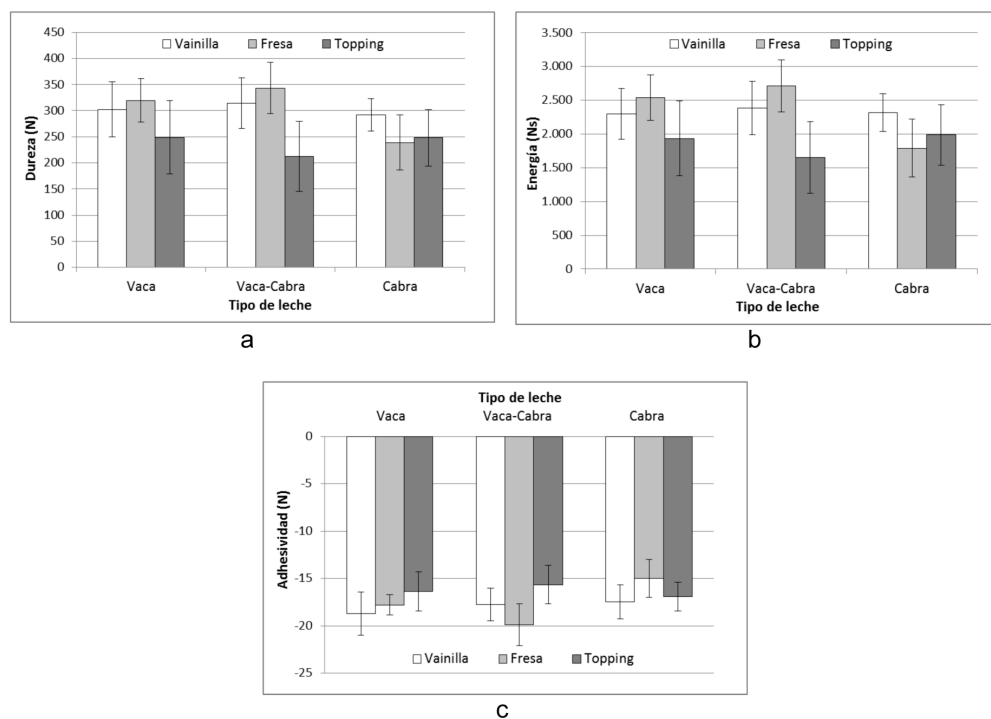 450
400
350
300
250
200
150
100
50
0
Dureza (N)
Vainilla Fresa Topping
Vaca Vaca-Cabra Cabra
Tipo de leche
a
3.500
3.000
2.500
2.000
1.500
1.000
500
0
Energía (Ns)
Vainilla Fresa Topping
Vaca Vaca-Cabra Cabra
Tipo de leche
b
Tipo de leche
Vaca Vaca-Cabra Cabra
0
-5
-10
-15
-20
-25
Adhesividad (N)
Vainilla Fresa Topping
c